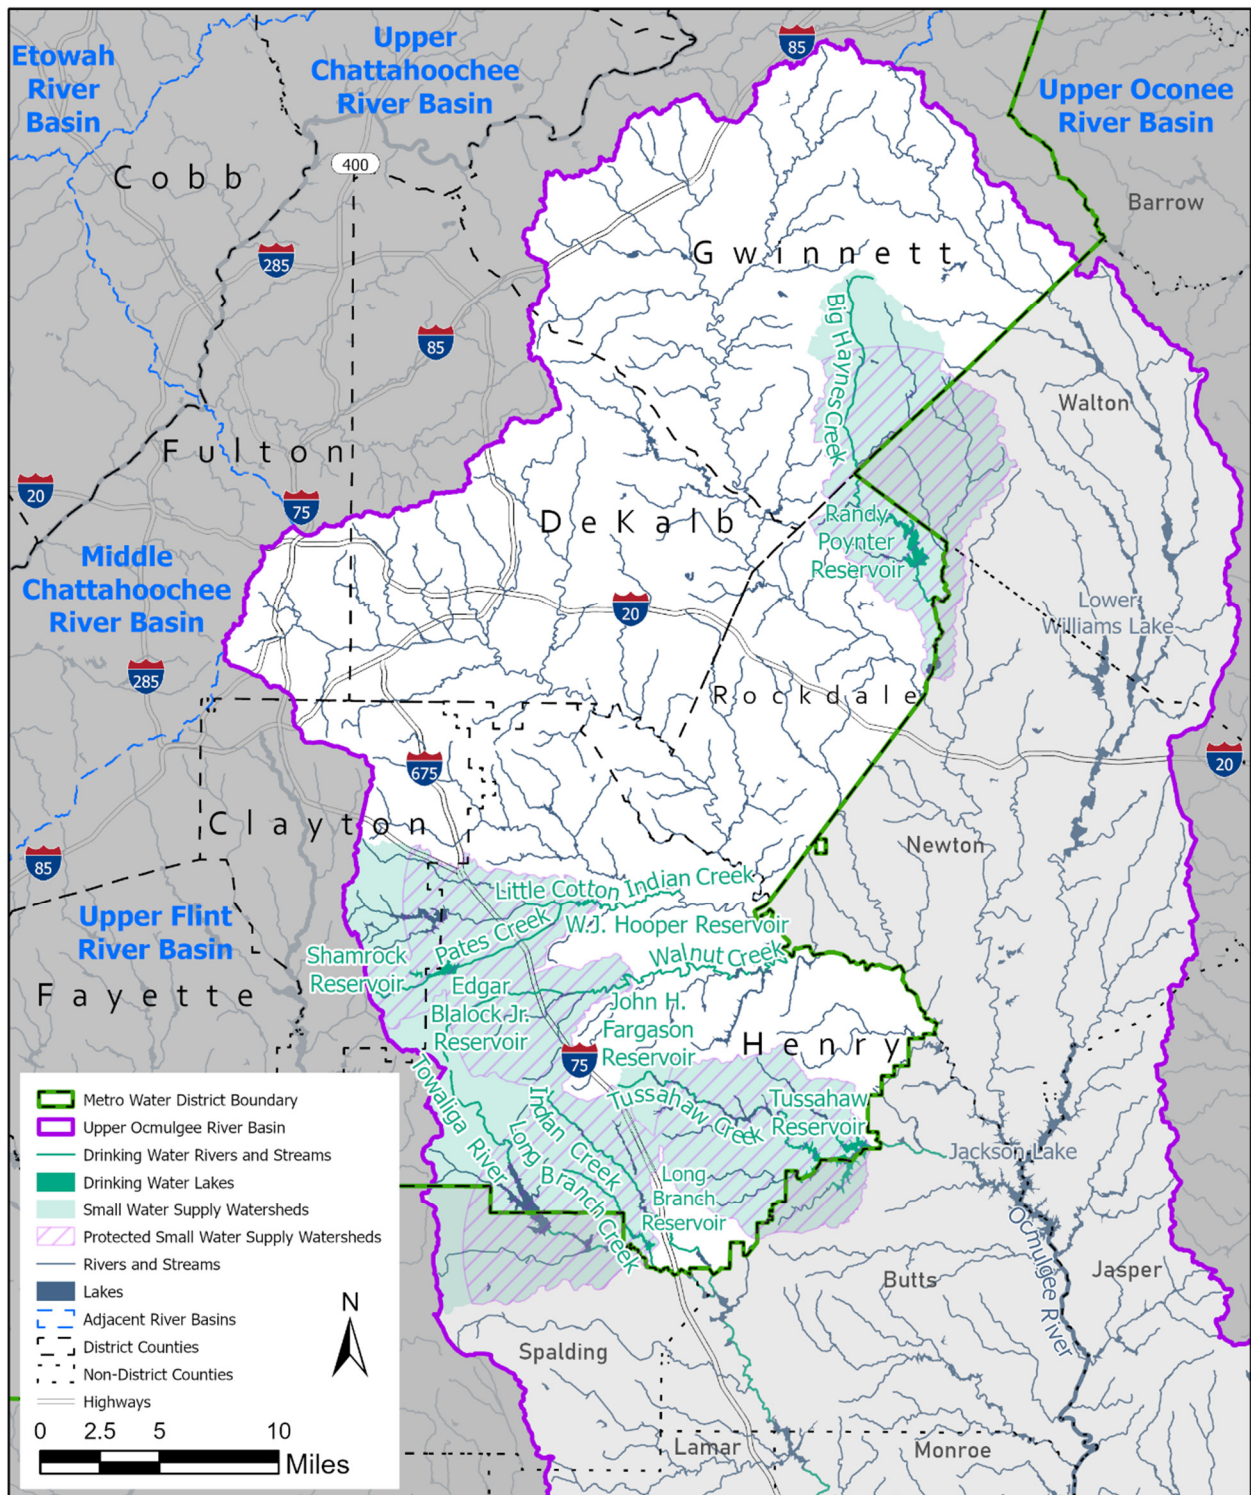 Etowah
River
Basin
Upper
Chattahoochee
River Basin
85
Upper Oconee
River Basin
Cobb
400
Barrow
285
Gwinnett
85
Big Haynes Creek
Walton
Fulton
20
75
DeKalb
Randy
Poynter
Reservoir
Middle
Chattahoochee
River Basin
20
Lower
Williams Lake
285
Rockdale
675
20
Clayton
85
Newton
Little Cotton Indian Creek
Upper Flint
River Basin
Pates Creek
W.J. Hooper Reservoir
Shamrock
Reservoir
Walnut Creek
Fayette
Edgar
Blalock Jr.
Reservoir
John H.
Fargason
Reservoir
Henry
75
Towaliga River
Indian Creek
Long Branch Creek
Tussahaw Creek
Tussahaw
Reservoir
Jackson Lake
Long
Branch
Reservoir
Ocmulgee River
Butts
Jasper
Spalding
Lamar
Monroe
Metro Water District Boundary
Upper Ocmulgee River Basin
Drinking Water Rivers and Streams
Drinking Water Lakes
Small Water Supply Watersheds
Protected Small Water Supply Watersheds
Rivers and Streams
Lakes
Adjacent River Basins
District Counties
Non-District Counties
Highways
N
0 2.5 5 10
Miles